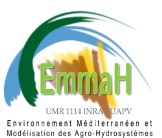 EmmaH
UMR 1114 INRA - UAPV
Environnement Méditerranéen et
Modélisation des Agro-Hydrosystèmes